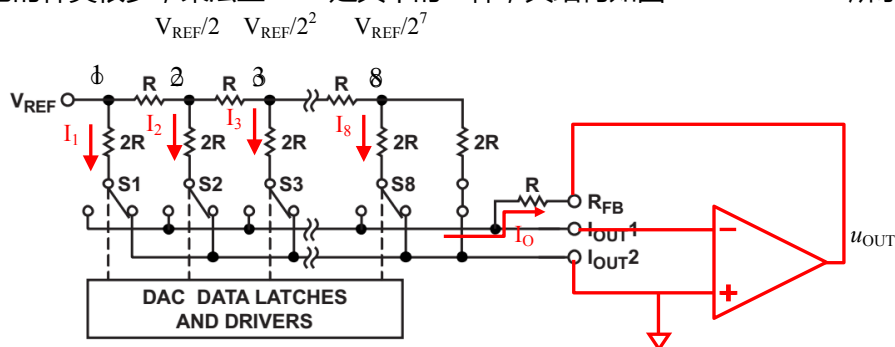 V_REF/2 V_REF/2² V_REF/2⁷
1 R 2 R 3 R 8
V_REF
I₁ 2R I₂ 2R I₃ 2R I₈ 2R 2R
S1 S2 S3 S8
R R_FB
I_O I_OUT1
I_OUT2
− u_OUT
+
DAC DATA LATCHES
AND DRIVERS